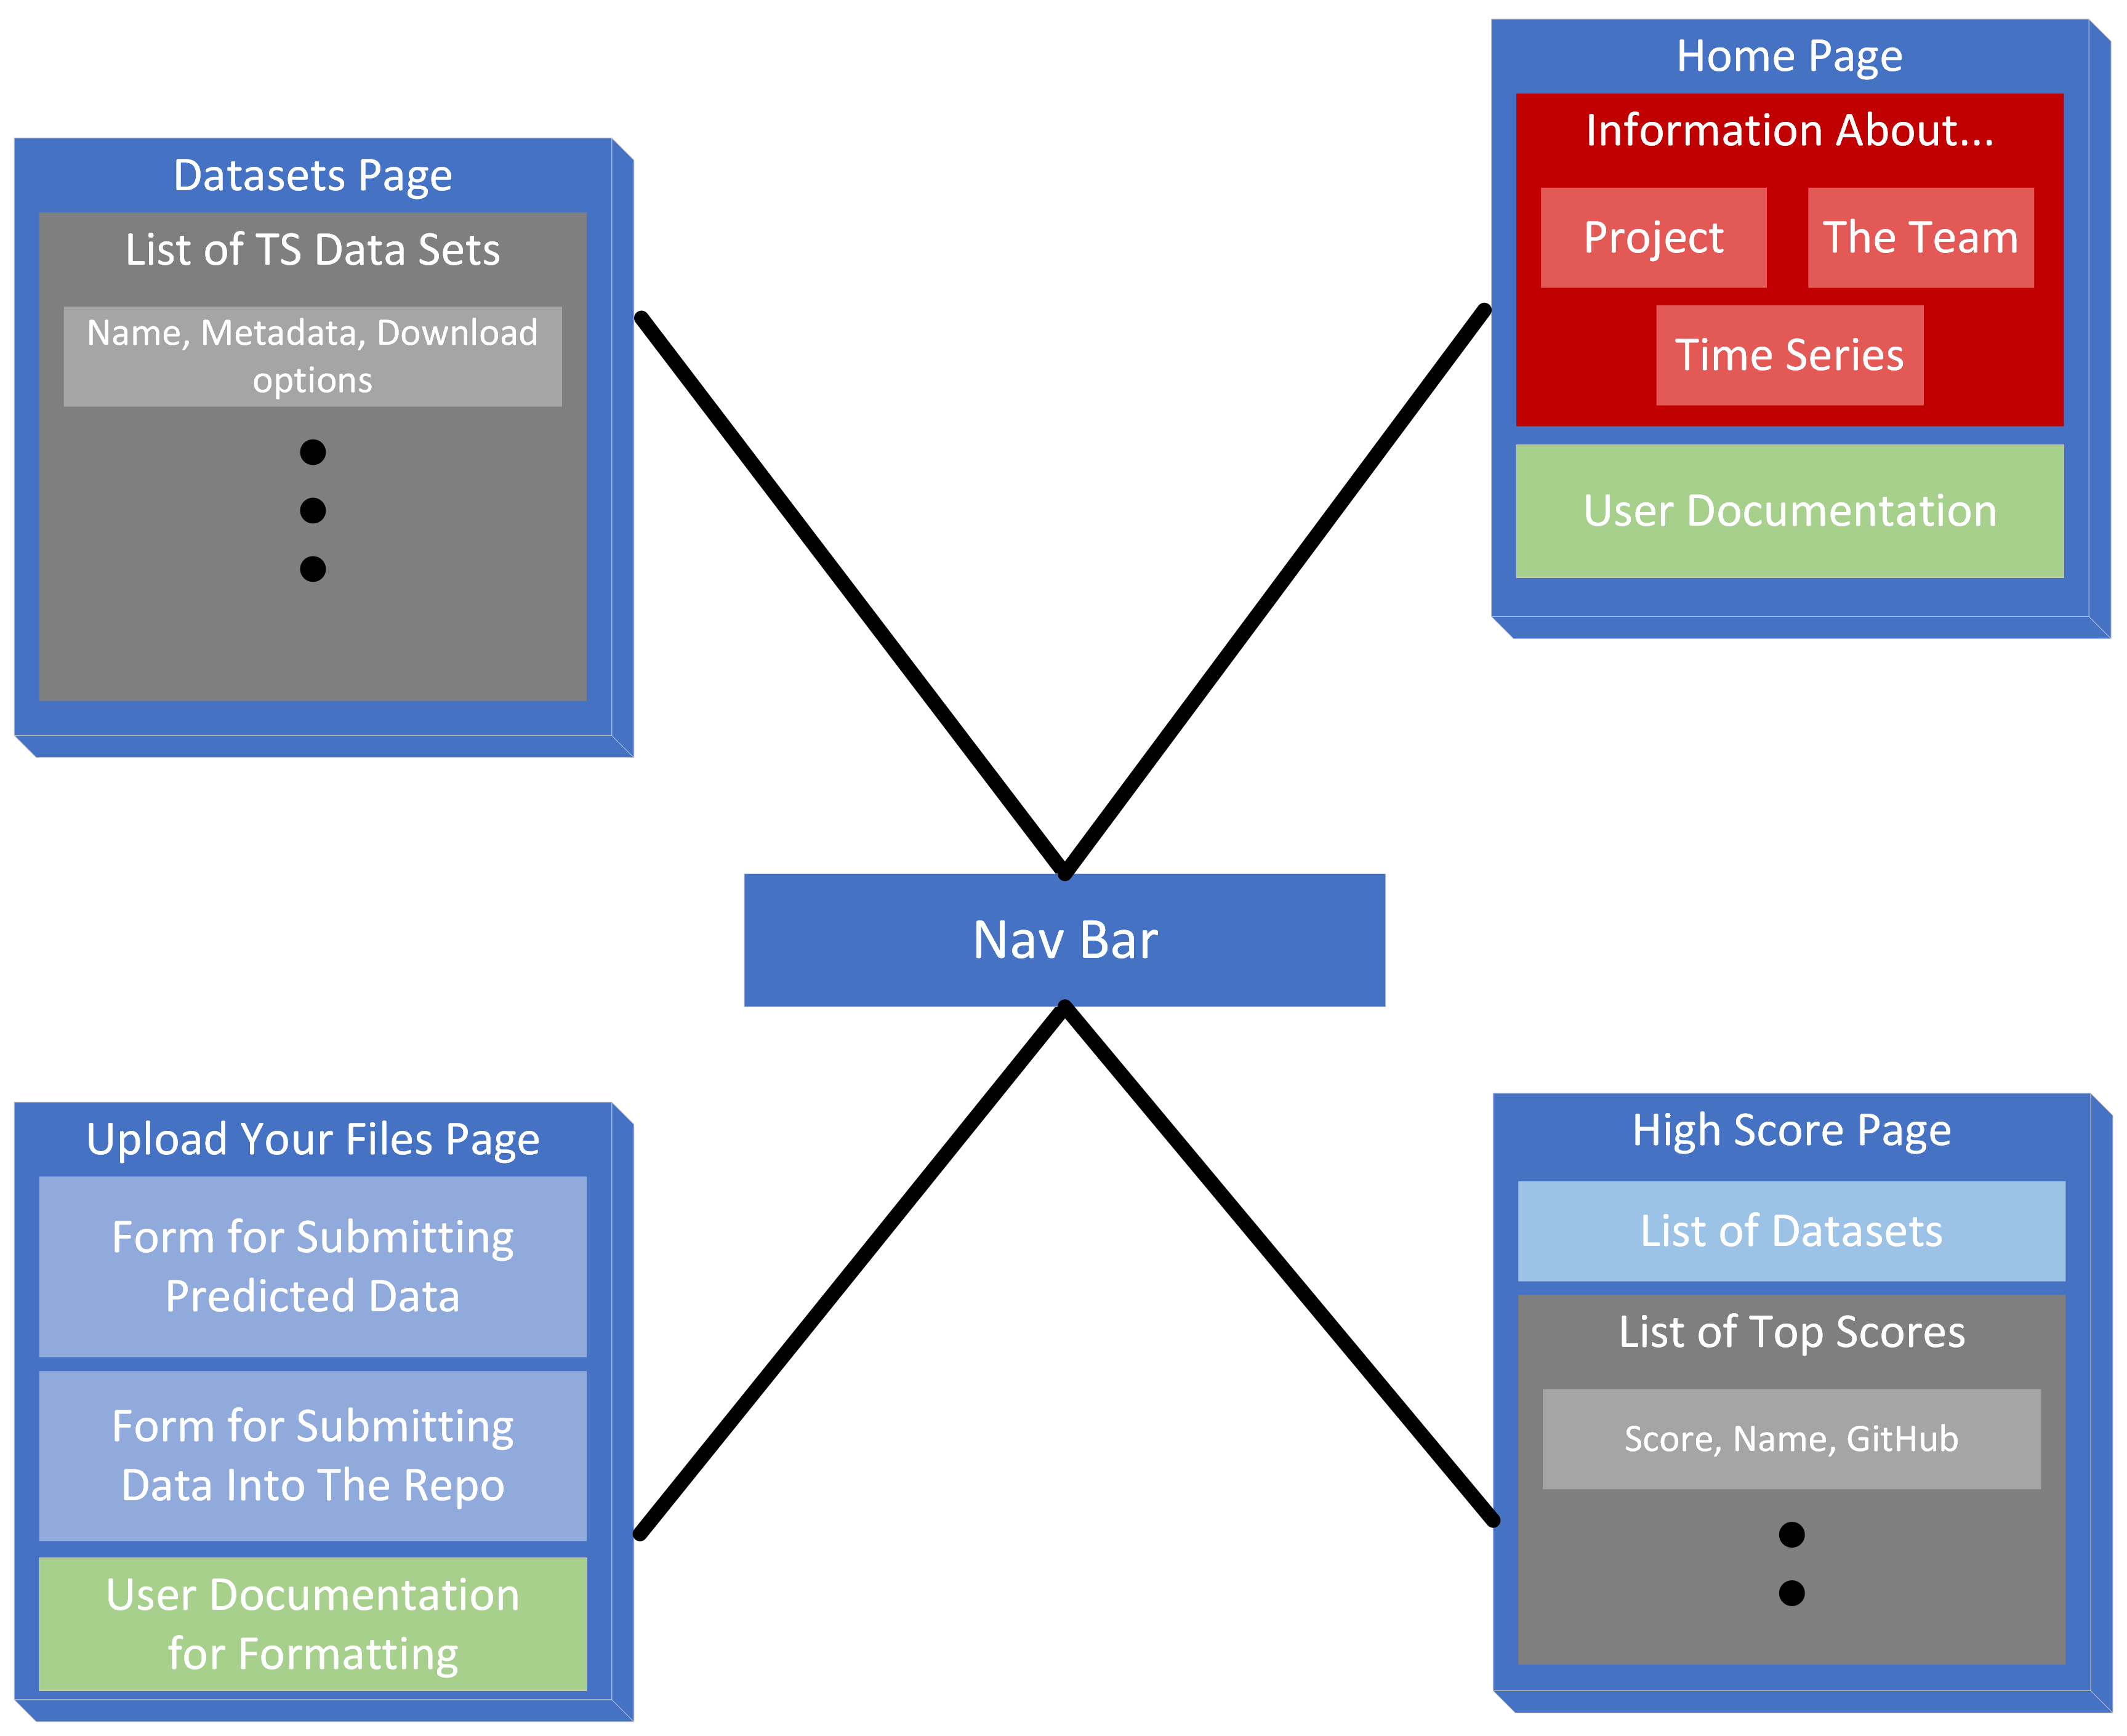 Datasets Page
List of TS Data Sets
Name, Metadata, Download
options
Home Page
Information About...
Project
The Team
Time Series
User Documentation
Nav Bar
Upload Your Files Page
Form for Submitting
Predicted Data
Form for Submitting
Data Into The Repo
User Documentation
for Formatting
High Score Page
List of Datasets
List of Top Scores
Score, Name, GitHub